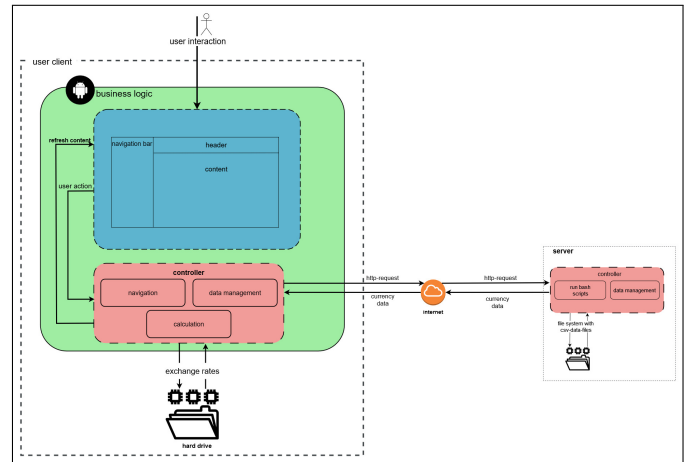 user interaction
user client
business logic
refresh content
navigation bar
header
content
user action
controller
navigation
data management
calculation
exchange rates
hard drive
http-request
currency
data
internet
http-request
currency
data
server
controller
run bash
scripts
data management
file system with
csv-data-files